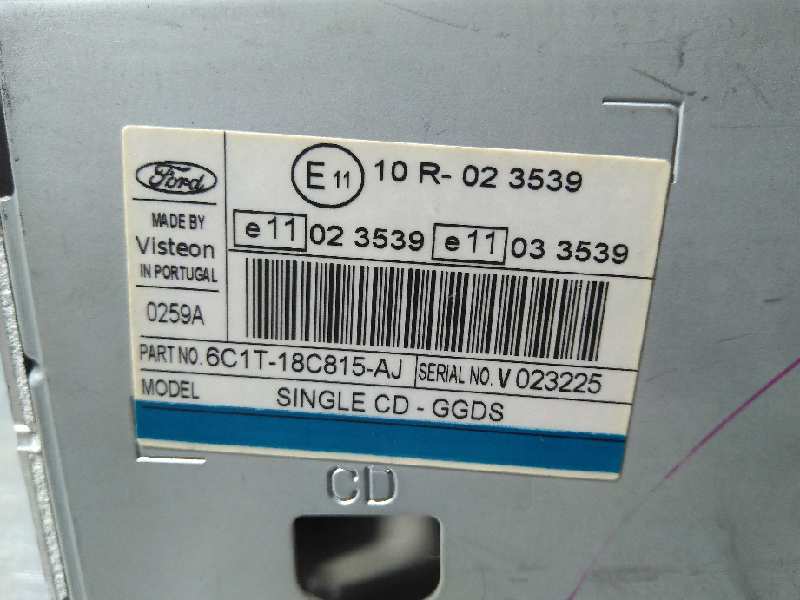 Ford
E 11 10 R- 02 3539
MADE BY
Visteon
IN PORTUGAL
e11 02 3539 e11 03 3539
0259A
PART NO. 6C1T-18C815-AJ SERIAL NO. V 023225
MODEL SINGLE CD - GGDS
CD